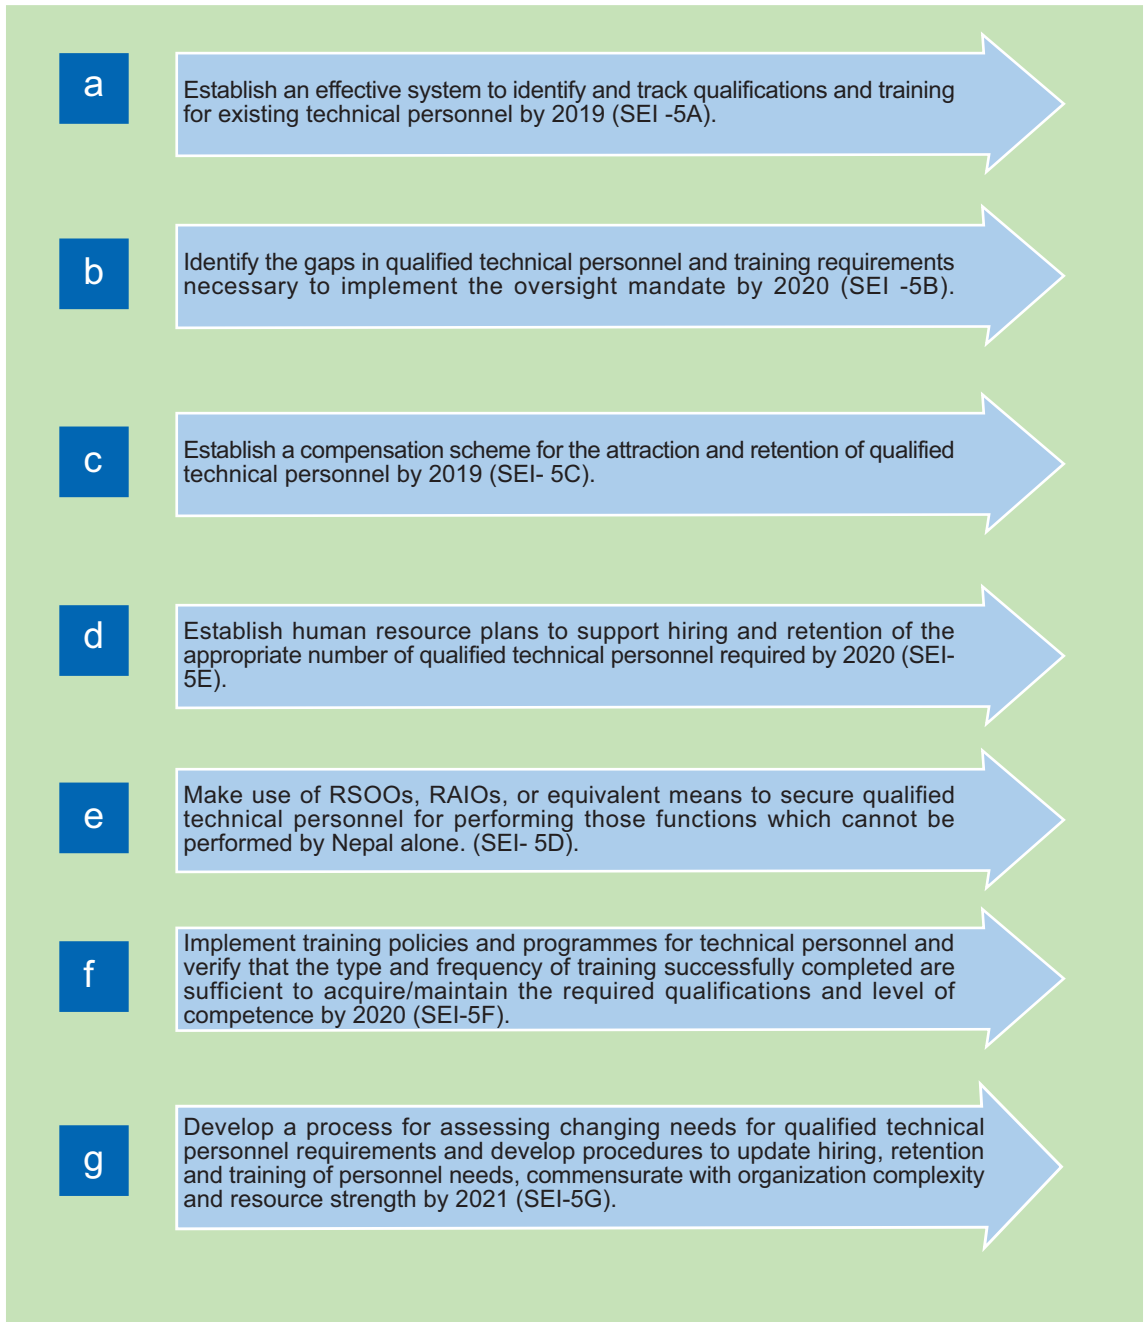 a
Establish an effective system to identify and track qualifications and training
for existing technical personnel by 2019 (SEI -5A).
b
Identify the gaps in qualified technical personnel and training requirements
necessary to implement the oversight mandate by 2020 (SEI -5B).
c
Establish a compensation scheme for the attraction and retention of qualified
technical personnel by 2019 (SEI- 5C).
d
Establish human resource plans to support hiring and retention of the
appropriate number of qualified technical personnel required by 2020 (SEI-
5E).
e
Make use of RSOOs, RAIOs, or equivalent means to secure qualified
technical personnel for performing those functions which cannot be
performed by Nepal alone. (SEI- 5D).
f
Implement training policies and programmes for technical personnel and
verify that the type and frequency of training successfully completed are
sufficient to acquire/maintain the required qualifications and level of
competence by 2020 (SEI-5F).
g
Develop a process for assessing changing needs for qualified technical
personnel requirements and develop procedures to update hiring, retention
and training of personnel needs, commensurate with organization complexity
and resource strength by 2021 (SEI-5G).